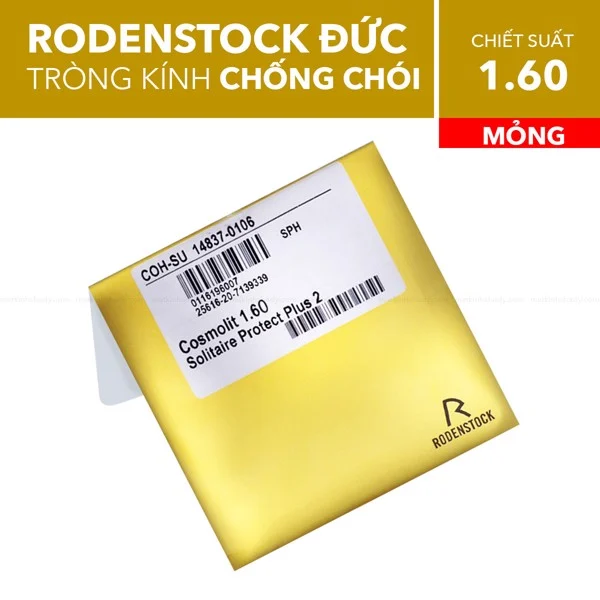 RODENSTOCK ĐỨC
TRÒNG KÍNH CHỐNG CHÓI
CHIẾT SUẤT
1.60
MỎNG
COH-SU 14837-0106
SPH
0116196007
25616-20-7139339
Cosmolit 1.60
Solitaire Protect Plus 2
R
RODENSTOCK